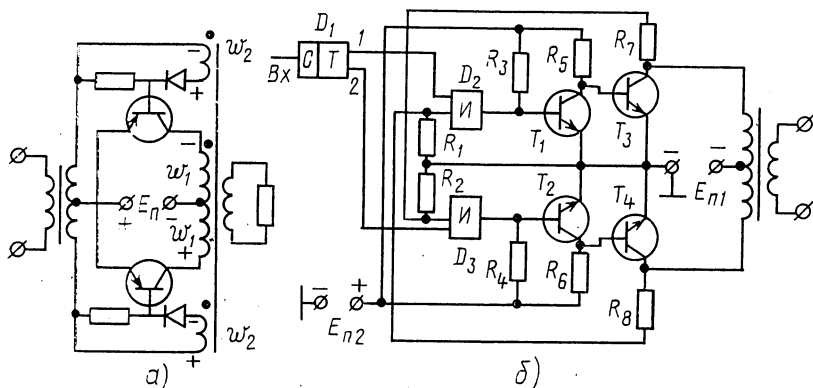 w₂
D₁
1
Вх
С
Т
2
R₃
R₅
R₇
D₂
И
T₁
T₃
w₁
R₁
+ Eп −
R₂
T₂
T₄
Eп1
w₁
И
D₃
R₄
R₆
− +
R₈
Eп2
w₂
а)
б)